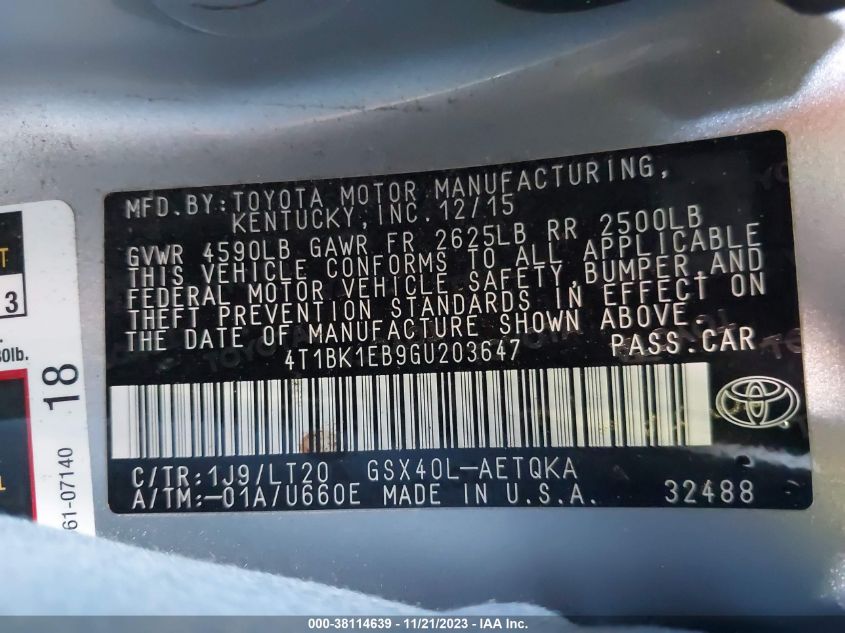 MFD.BY:TOYOTA MOTOR MANUFACTURING,
KENTUCKY,INC.12/15
GVWR 4590LB GAWR FR 2625LB RR 2500LB
THIS VEHICLE CONFORMS TO ALL APPLICABLE
FEDERAL MOTOR VEHICLE SAFETY,BUMPER,AND
THEFT PREVENTION STANDARDS IN EFFECT ON
THE DATE OF MANUFACTURE SHOWN ABOVE.
4T1BK1EB9GU203647 PASS.CAR
C/TR:1J9/LT20 GSX40L-AETQKA
A/TM:-01A/U660E MADE IN U.S.A. 32488
3
18
61-07140
000-38114639 - 11/21/2023 - IAAI.com